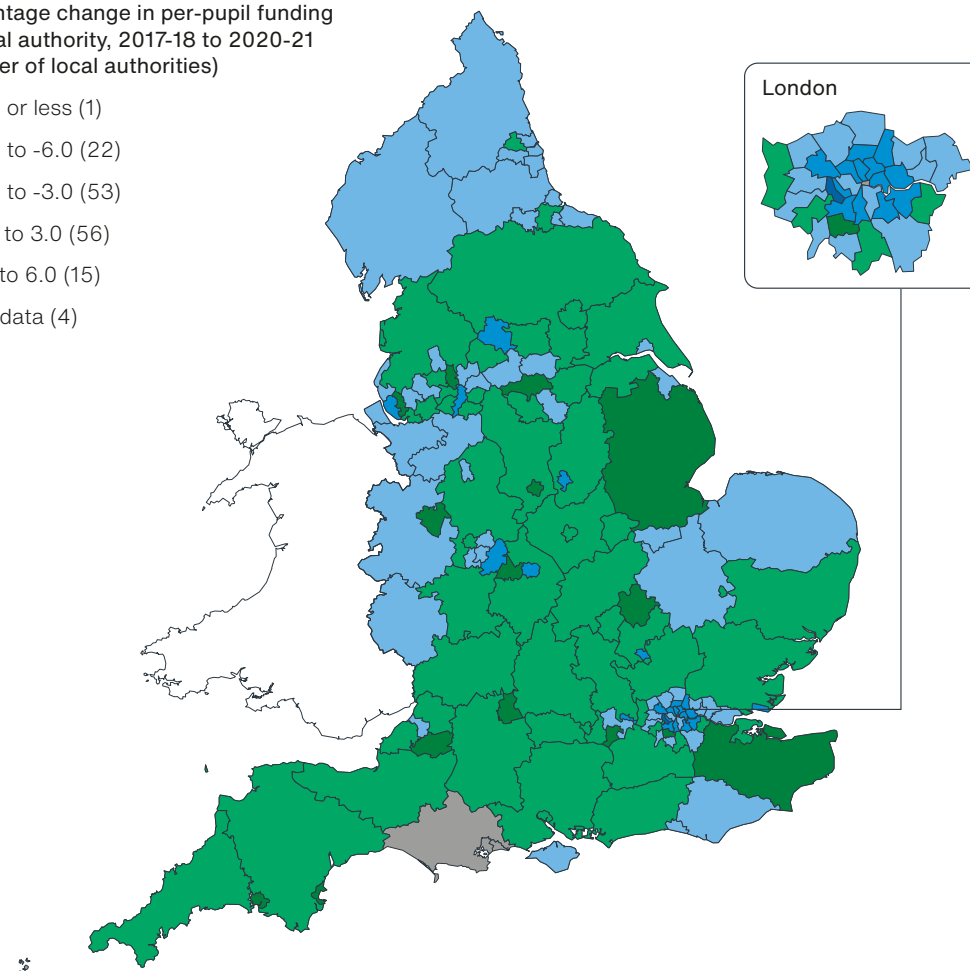 ntage change in per-pupil funding
al authority, 2017-18 to 2020-21
er of local authorities)
or less (1)
to -6.0 (22)
to -3.0 (53)
to 3.0 (56)
to 6.0 (15)
data (4)
London